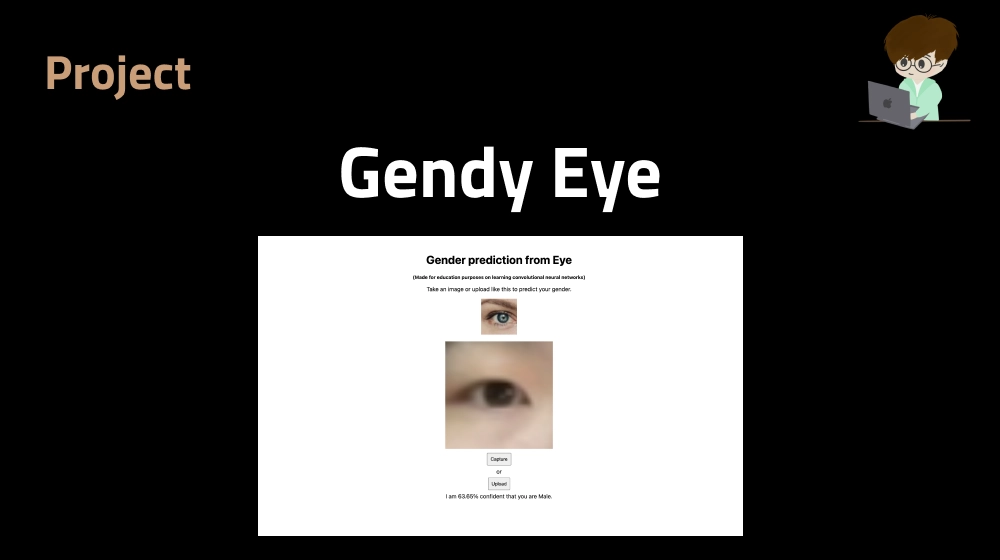 Project
Gendy Eye
Gender prediction from Eye
(Made for education purposes on learning convolutional neural networks)
Take an image or upload like this to predict your gender.
Capture
or
Upload
I am 63.65% confident that you are Male.